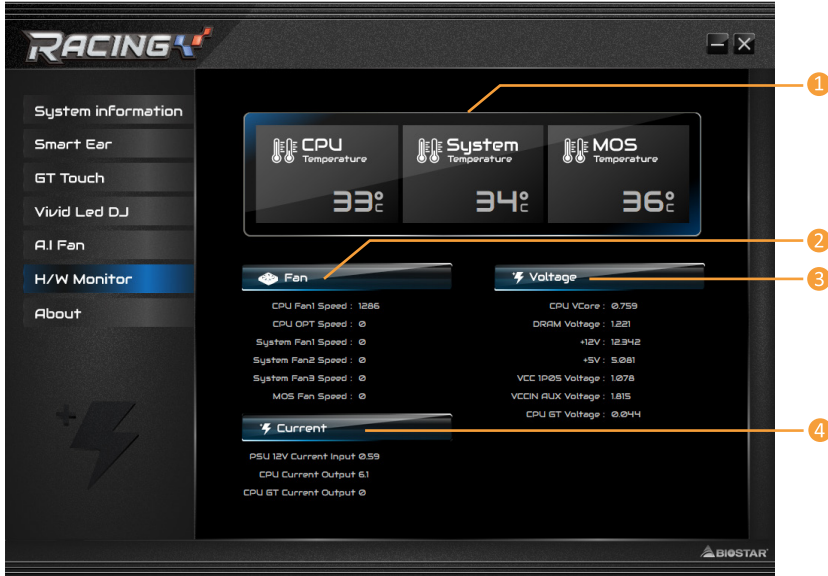 RACING
System information
Smart Ear
GT Touch
Vivid Led DJ
A.I Fan
H/W Monitor
About
1
CPU
Temperature
33°C
System
Temperature
34°C
MOS
Temperature
36°C
2
Fan
CPU Fan1 Speed : 1286
CPU OPT Speed : 0
System Fan1 Speed : 0
System Fan2 Speed : 0
System Fan3 Speed : 0
MOS Fan Speed : 0
3
Voltage
CPU VCore : 0.759
DRAM Voltage : 1.221
+12V : 12.342
+5V : 5.081
VCC 1P05 Voltage : 1.078
VCCIN AUX Voltage : 1.815
CPU GT Voltage : 0.044
4
Current
PSU 12V Current Input 0.59
CPU Current Output 6.1
CPU GT Current Output 0
BIOSTAR